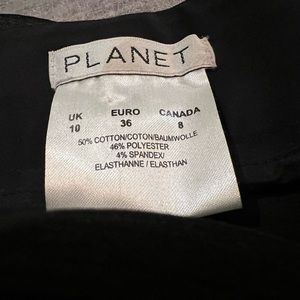 PLANET
UK EURO CANADA
10 36 8
50% COTTON/COTON/BAUMWOLLE
46% POLYESTER
4% SPANDEX/
ELASTHANNE / ELASTHAN